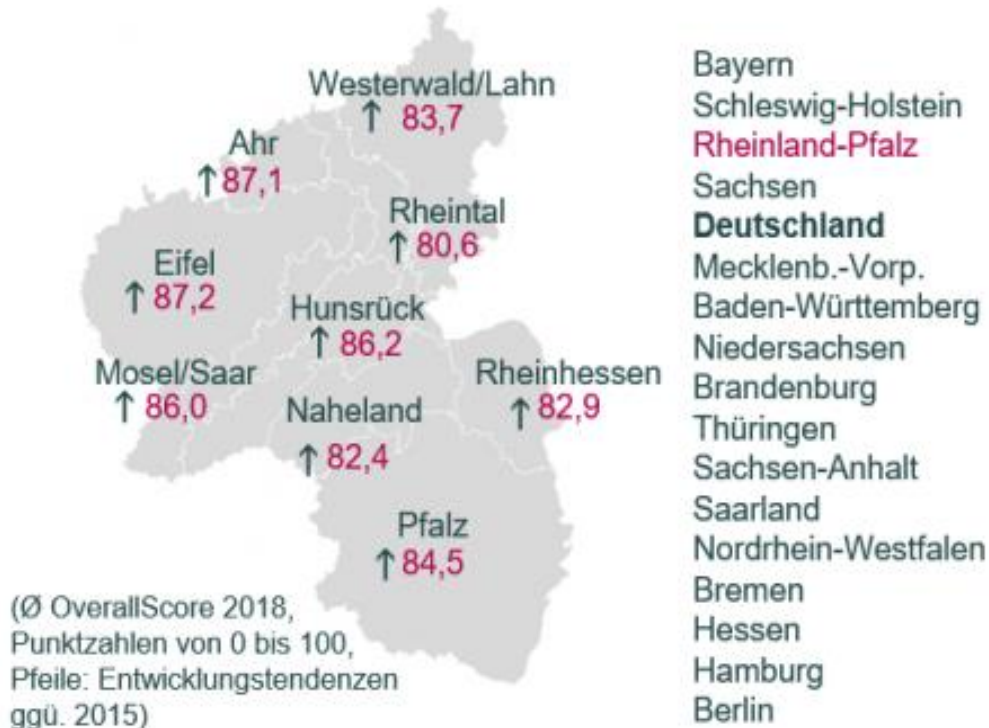 Westerwald/Lahn
↑ 83,7
Ahr
↑ 87,1
Rheintal
↑ 80,6
Eifel
↑ 87,2
Hunsrück
↑ 86,2
Mosel/Saar
↑ 86,0
Rheinhessen
↑ 82,9
Naheland
↑ 82,4
Pfalz
↑ 84,5
(Ø OverallScore 2018,
Punktzahlen von 0 bis 100,
Pfeile: Entwicklungstendenzen
ggü. 2015)
Bayern
Schleswig-Holstein
Rheinland-Pfalz
Sachsen
Deutschland
Mecklenb.-Vorp.
Baden-Württemberg
Niedersachsen
Brandenburg
Thüringen
Sachsen-Anhalt
Saarland
Nordrhein-Westfalen
Bremen
Hessen
Hamburg
Berlin